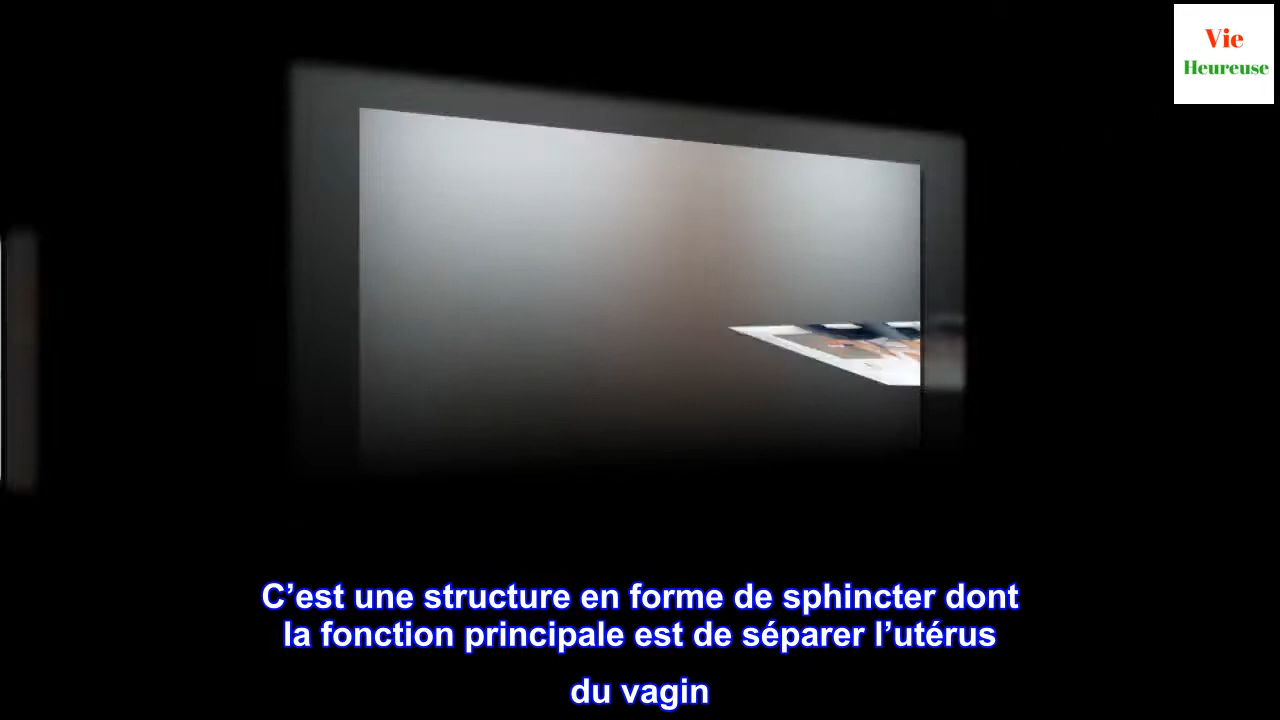 Vie
Heureuse
C’est une structure en forme de sphincter dont
la fonction principale est de séparer l’utérus
du vagin